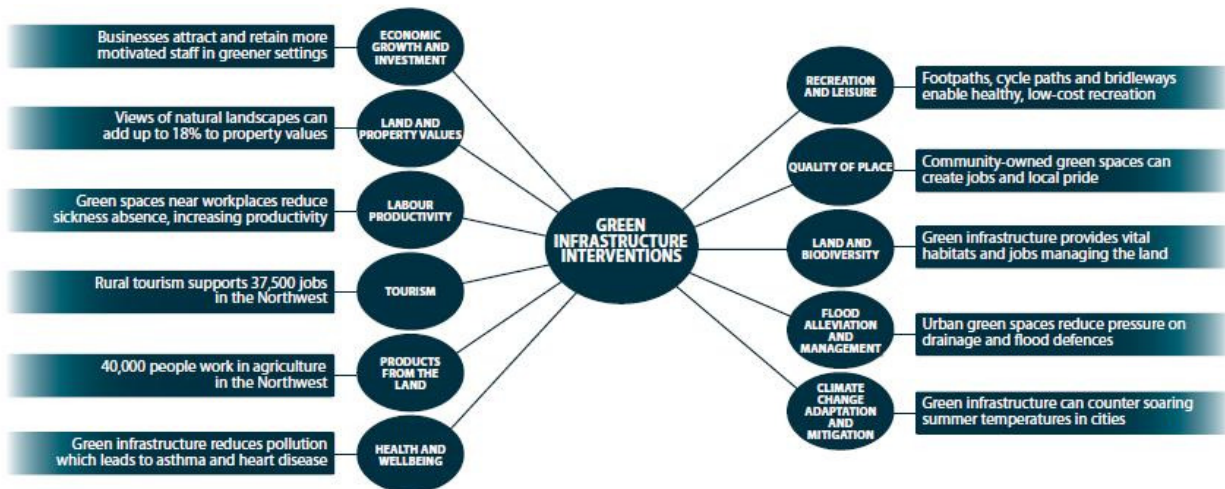 Businesses attract and retain more
motivated staff in greener settings
ECONOMIC
GROWTH AND
INVESTMENT
Views of natural landscapes can
add up to 18% to property values
LAND AND
PROPERTY VALUES
Green spaces near workplaces reduce
sickness absence, increasing productivity
LABOUR
PRODUCTIVITY
Rural tourism supports 37,500 jobs
in the Northwest
TOURISM
40,000 people work in agriculture
in the Northwest
PRODUCTS
FROM THE
LAND
Green infrastructure reduces pollution
which leads to asthma and heart disease
HEALTH AND
WELLBEING
GREEN
INFRASTRUCTURE
INTERVENTIONS
RECREATION
AND LEISURE
Footpaths, cycle paths and bridleways
enable healthy, low-cost recreation
QUALITY OF PLACE
Community-owned green spaces can
create jobs and local pride
LAND AND
BIODIVERSITY
Green infrastructure provides vital
habitats and jobs managing the land
FLOOD
ALLEVIATION
AND
MANAGEMENT
Urban green spaces reduce pressure on
drainage and flood defences
CLIMATE
CHANGE
ADAPTATION
AND
MITIGATION
Green infrastructure can counter soaring
summer temperatures in cities